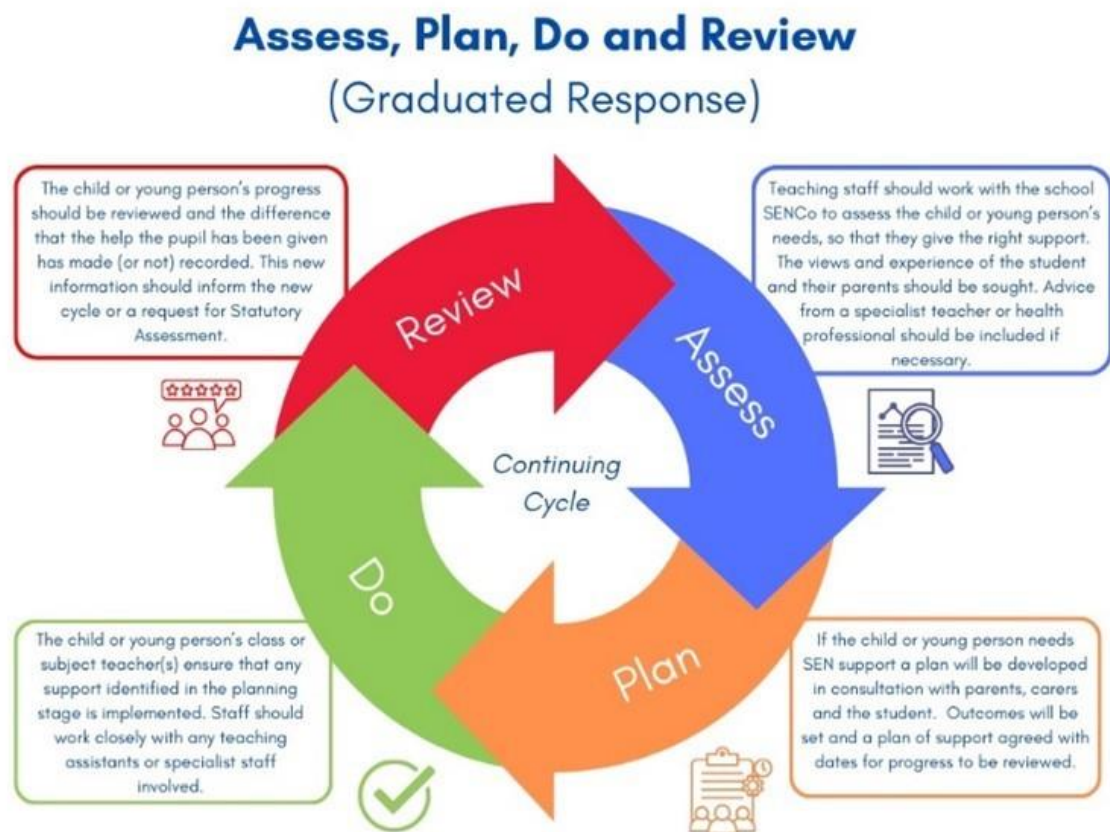 Assess, Plan, Do and Review
(Graduated Response)
The child or young person's progress
should be reviewed and the difference
that the help the pupil has been given
has made (or not) recorded. This new
information should inform the new
cycle or a request for Statutory
Assessment.
Teaching staff should work with the school
SENCo to assess the child or young person's
needs, so that they give the right support.
The views and experience of the student
and their parents should be sought. Advice
from a specialist teacher or health
professional should be included if
necessary.
Review
Assess
Continuing
Cycle
Do
Plan
The child or young person's class or
subject teacher(s) ensure that any
support identified in the planning
stage is implemented. Staff should
work closely with any teaching
assistants or specialist staff
involved.
If the child or young person needs
SEN support a plan will be developed
in consultation with parents, carers
and the student. Outcomes will be
set and a plan of support agreed with
dates for progress to be reviewed.